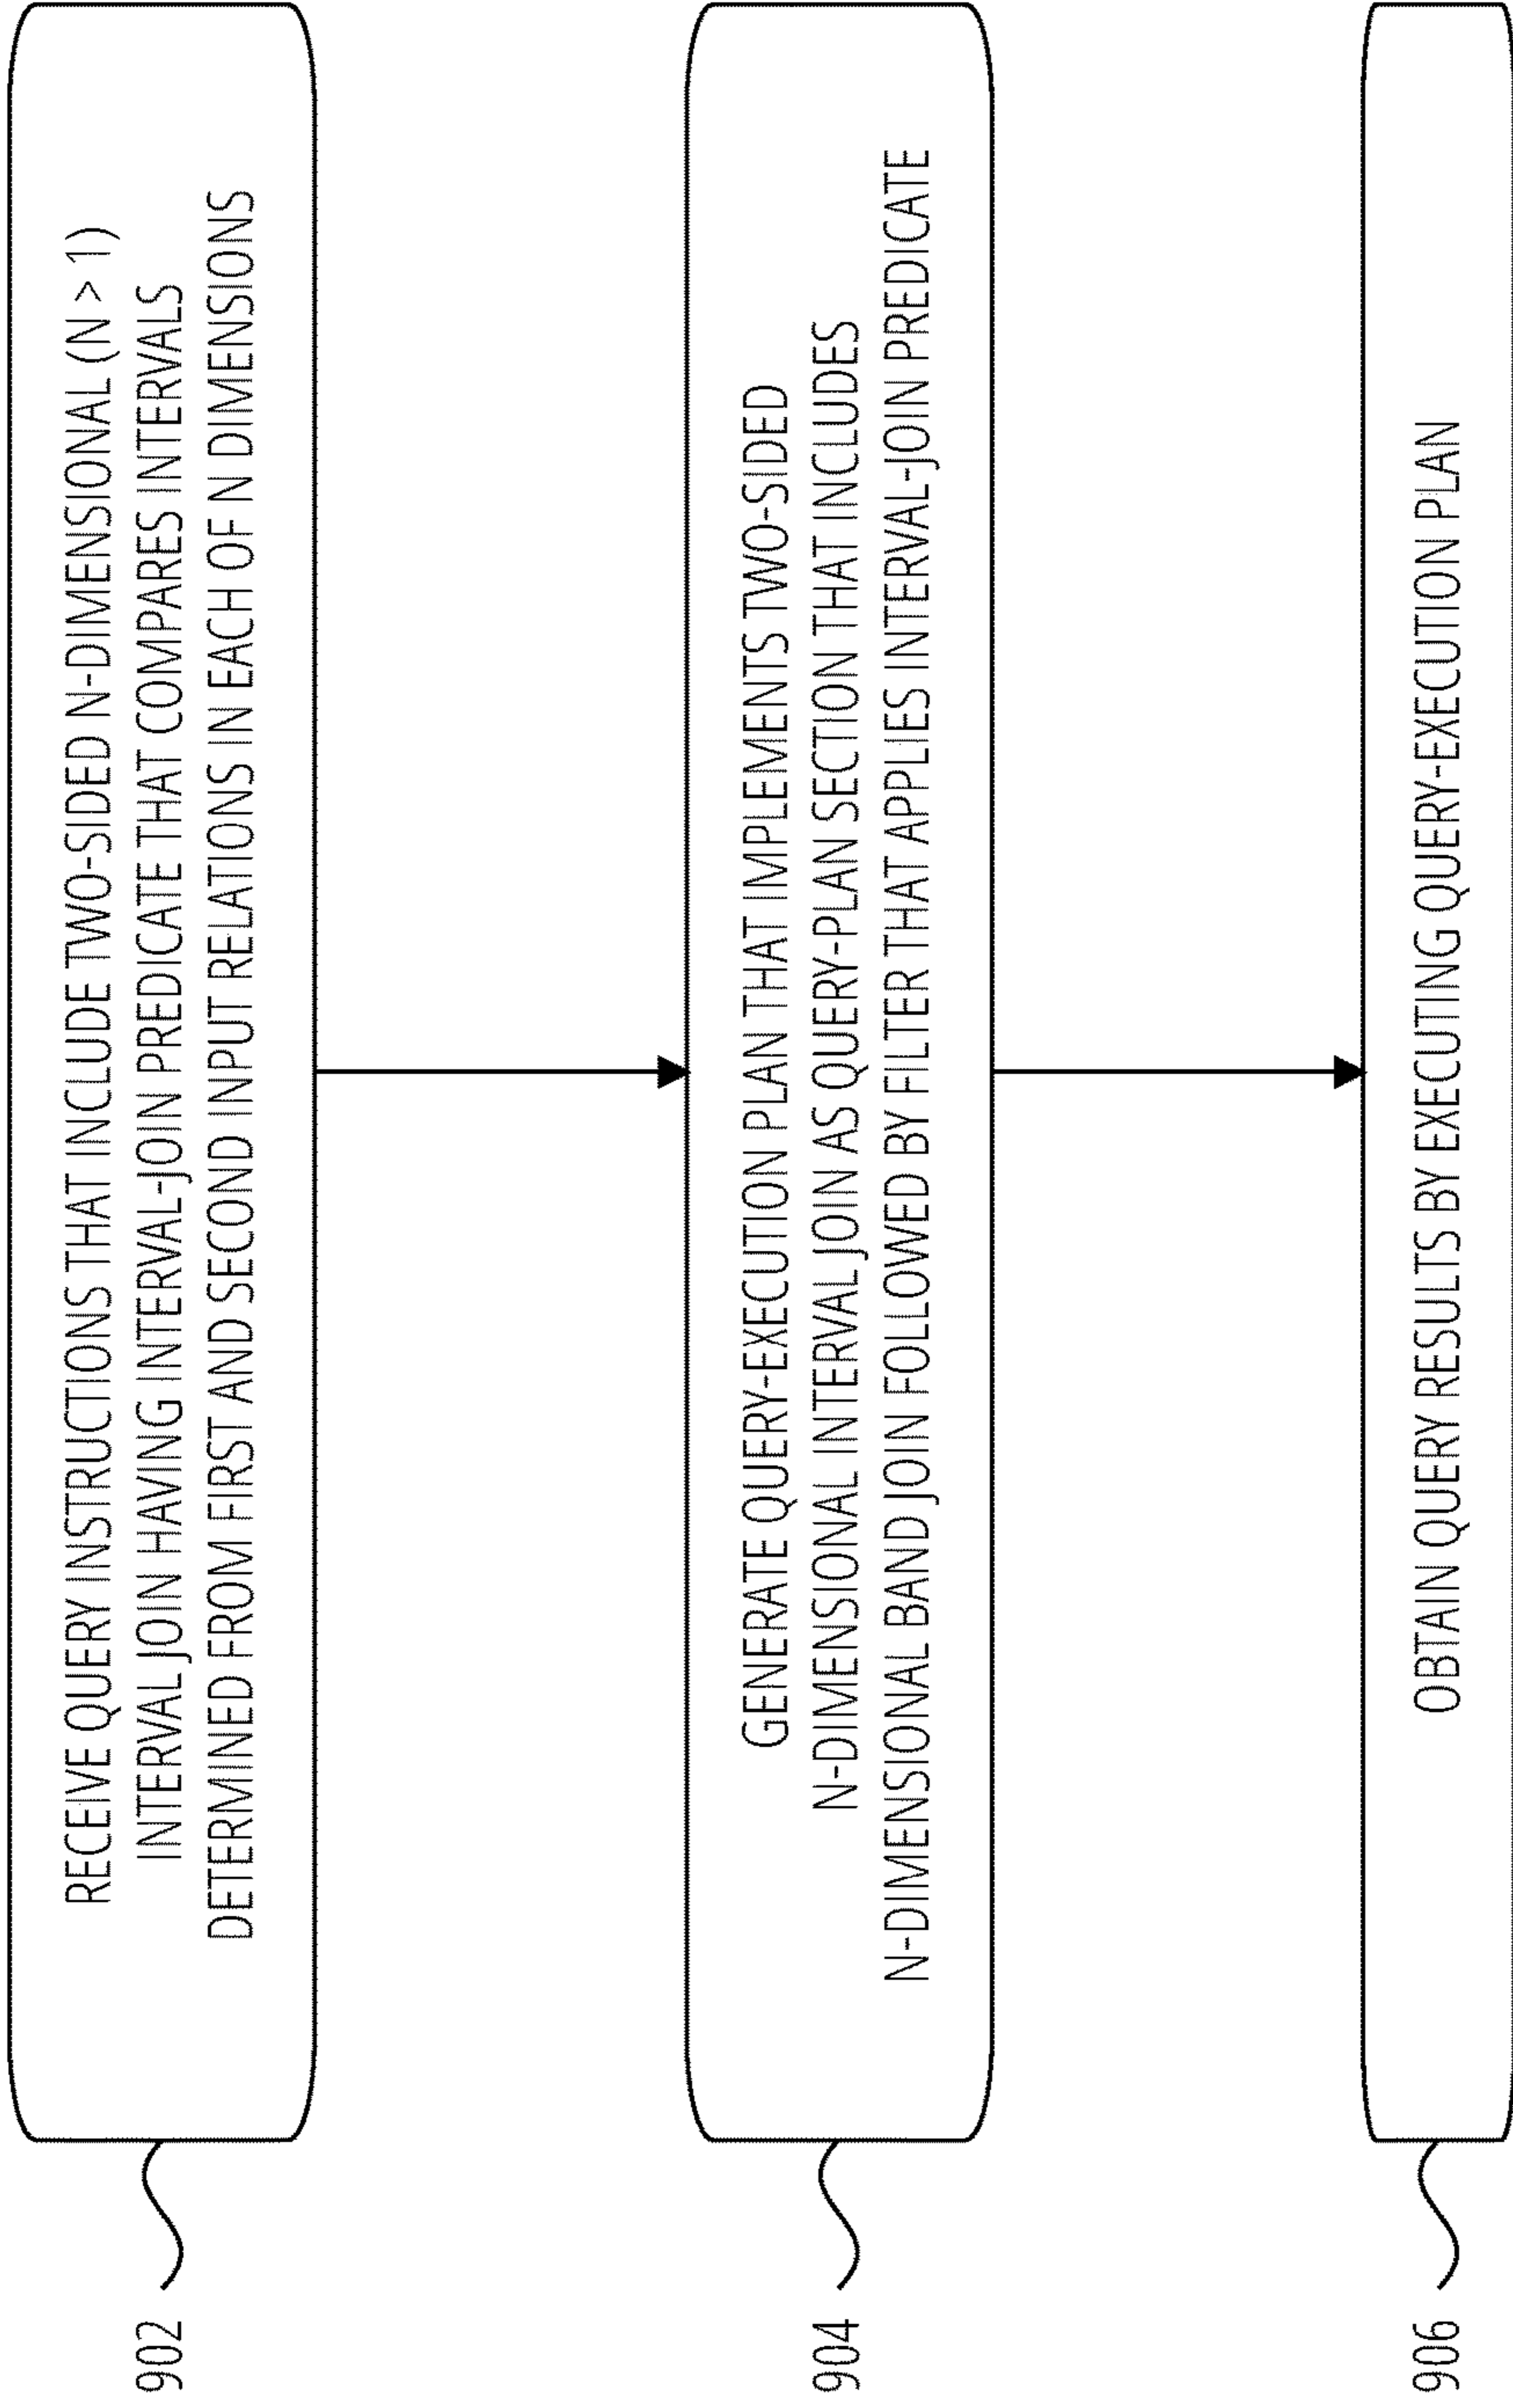 902
RECEIVE QUERY INSTRUCTIONS THAT INCLUDE TWO-SIDED N-DIMENSIONAL (N > 1)
INTERVAL JOIN HAVING INTERVAL-JOIN PREDICATE THAT COMPARES INTERVALS
DETERMINED FROM FIRST AND SECOND INPUT RELATIONS IN EACH OF N DIMENSIONS
904
GENERATE QUERY-EXECUTION PLAN THAT IMPLEMENTS TWO-SIDED
N-DIMENSIONAL INTERVAL JOIN AS QUERY-PLAN SECTION THAT INCLUDES
N-DIMENSIONAL BAND JOIN FOLLOWED BY FILTER THAT APPLIES INTERVAL-JOIN PREDICATE
906
OBTAIN QUERY RESULTS BY EXECUTING QUERY-EXECUTION PLAN